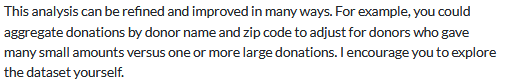 This analysis can be refined and improved in many ways. For example, you could
aggregate donations by donor name and zip code to adjust for donors who gave
many small amounts versus one or more large donations. I encourage you to explore
the dataset yourself.